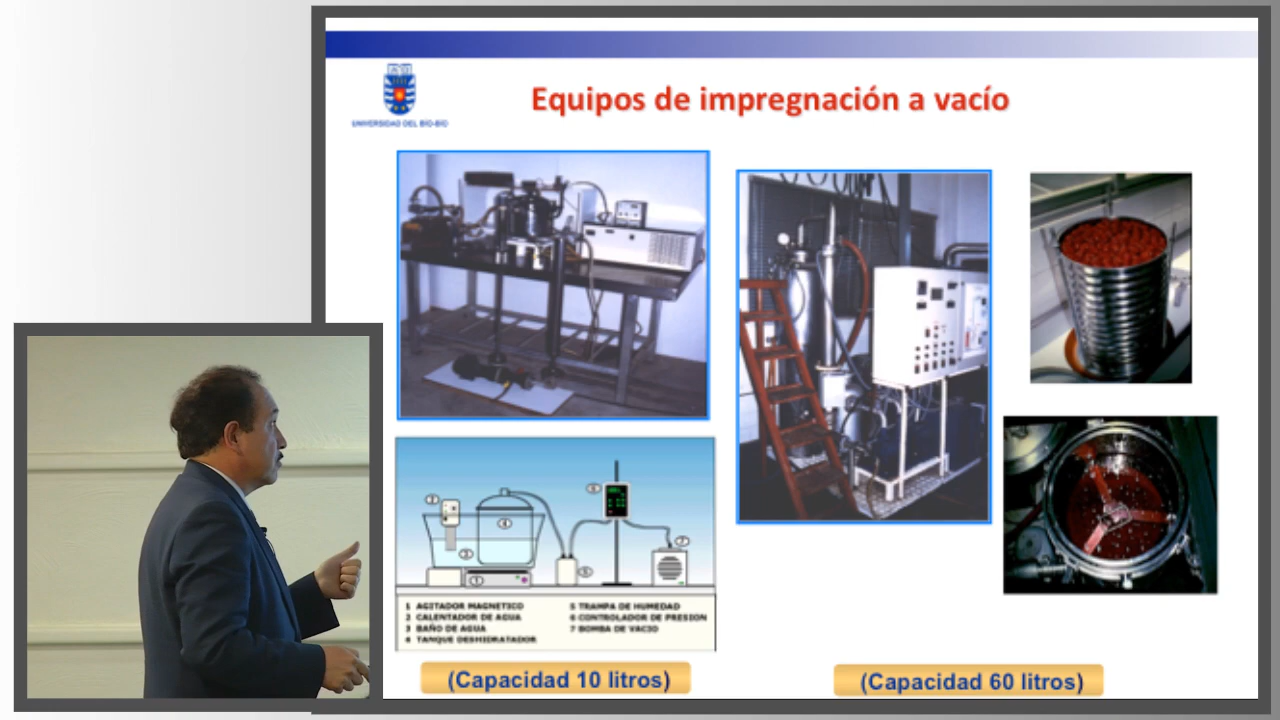 Equipos de impregnación a vacío
UNIVERSIDAD DEL BÍO-BÍO
1 AGITADOR MAGNETICO
2 CALENTADOR DE AGUA
3 BAÑO DE AGUA
4 TANQUE DESHIDRATADOR
5 TRAMPA DE HUMEDAD
6 CONTROLADOR DE PRESION
7 BOMBA DE VACIO
(Capacidad 10 litros)
(Capacidad 60 litros)